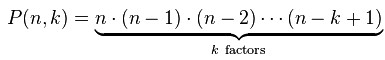 P(n, k) = n · (n − 1) · (n − 2) ··· (n − k + 1)
k factors